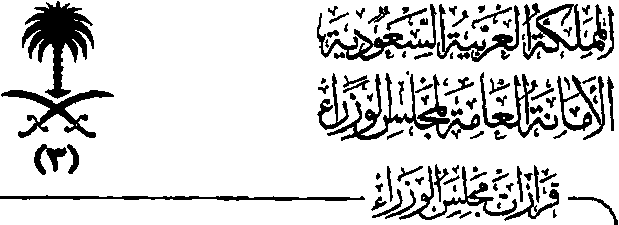 المملكة العربية السعودية
الأمانة العامة لمجلس الوزراء
(٣)
قرارات مجلس الوزراء